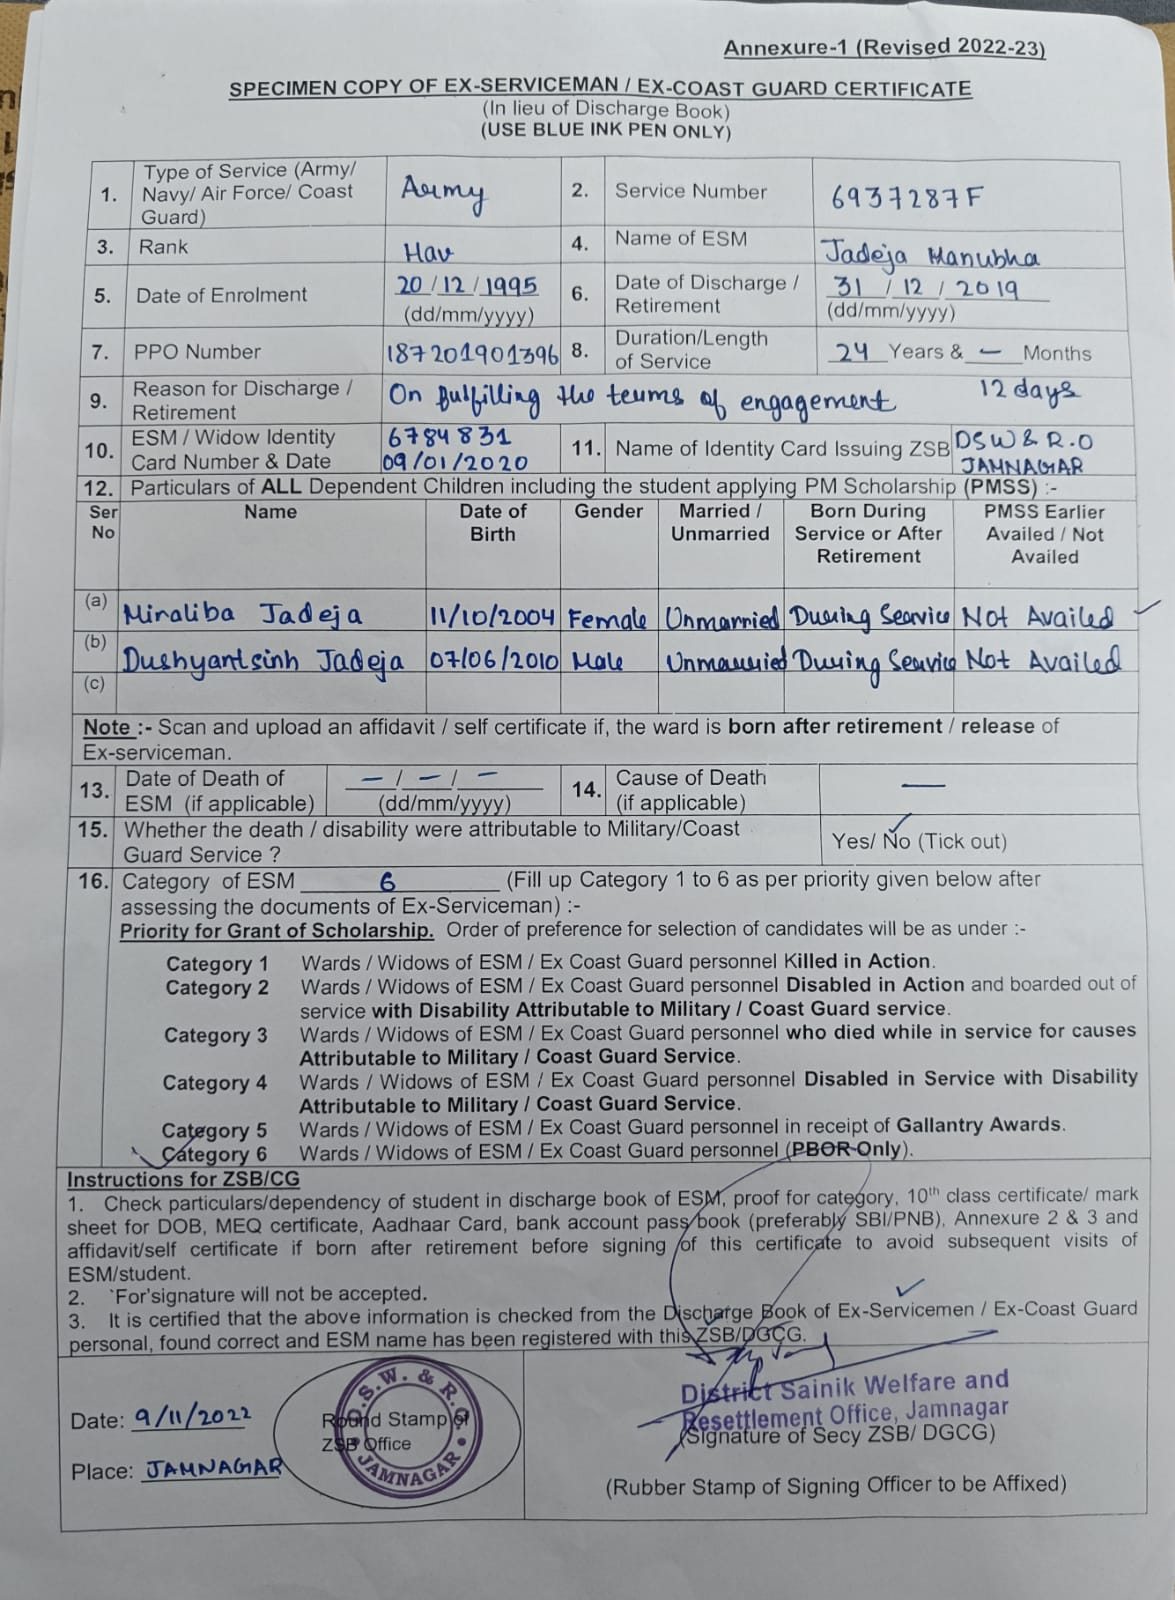 Annexure-1 (Revised 2022-23)
SPECIMEN COPY OF EX-SERVICEMAN / EX-COAST GUARD CERTIFICATE
(In lieu of Discharge Book)
(USE BLUE INK PEN ONLY)
1. Type of Service (Army/ Navy/ Air Force/ Coast Guard) Army 2. Service Number 6937287F
3. Rank Hav 4. Name of ESM Jadeja Manubha
5. Date of Enrolment 20/12/1995 (dd/mm/yyyy) 6. Date of Discharge / Retirement 31/12/2019 (dd/mm/yyyy)
7. PPO Number 187201901396 8. Duration/Length of Service 24 Years & — Months
9. Reason for Discharge / Retirement On fulfilling the terms of engagement 12 days
10. ESM / Widow Identity Card Number & Date 6784831 09/01/2020 11. Name of Identity Card Issuing ZSB DSW & R.O JAMNAGAR
12. Particulars of ALL Dependent Children including the student applying PM Scholarship (PMSS) :-
Ser No Name Date of Birth Gender Married / Unmarried Born During Service or After Retirement PMSS Earlier Availed / Not Availed
(a) Minaliba Jadeja 11/10/2004 Female Unmarried During Searvice Not Availed
(b) Dushyantsinh Jadeja 07/06/2010 Male Unmarried During Searvice Not Availed
(c)
Note :- Scan and upload an affidavit / self certificate if, the ward is born after retirement / release of
Ex-serviceman.
13. Date of Death of ESM (if applicable) — / — / — (dd/mm/yyyy) 14. Cause of Death (if applicable) —
15. Whether the death / disability were attributable to Military/Coast Guard Service ? Yes/ No (Tick out)
16. Category of ESM 6 (Fill up Category 1 to 6 as per priority given below after
assessing the documents of Ex-Serviceman) :-
Priority for Grant of Scholarship. Order of preference for selection of candidates will be as under :-
Category 1 Wards / Widows of ESM / Ex Coast Guard personnel Killed in Action.
Category 2 Wards / Widows of ESM / Ex Coast Guard personnel Disabled in Action and boarded out of
service with Disability Attributable to Military / Coast Guard service.
Category 3 Wards / Widows of ESM / Ex Coast Guard personnel who died while in service for causes
Attributable to Military / Coast Guard Service.
Category 4 Wards / Widows of ESM / Ex Coast Guard personnel Disabled in Service with Disability
Attributable to Military / Coast Guard Service.
Category 5 Wards / Widows of ESM / Ex Coast Guard personnel in receipt of Gallantry Awards.
Category 6 Wards / Widows of ESM / Ex Coast Guard personnel (PBOR Only).
Instructions for ZSB/CG
1. Check particulars/dependency of student in discharge book of ESM, proof for category, 10th class certificate/ mark
sheet for DOB, MEQ certificate, Aadhaar Card, bank account pass book (preferably SBI/PNB), Annexure 2 & 3 and
affidavit/self certificate if born after retirement before signing of this certificate to avoid subsequent visits of
ESM/student.
2. `For'signature will not be accepted.
3. It is certified that the above information is checked from the Discharge Book of Ex-Servicemen / Ex-Coast Guard
personal, found correct and ESM name has been registered with this ZSB/DGCG.
Date: 9/11/2022
Place: JAMNAGAR
Round Stamp of
ZSB Office
D.S.W. & R.O. JAMNAGAR
District Sainik Welfare and
Resettlement Office, Jamnagar
(Signature of Secy ZSB/ DGCG)
(Rubber Stamp of Signing Officer to be Affixed)